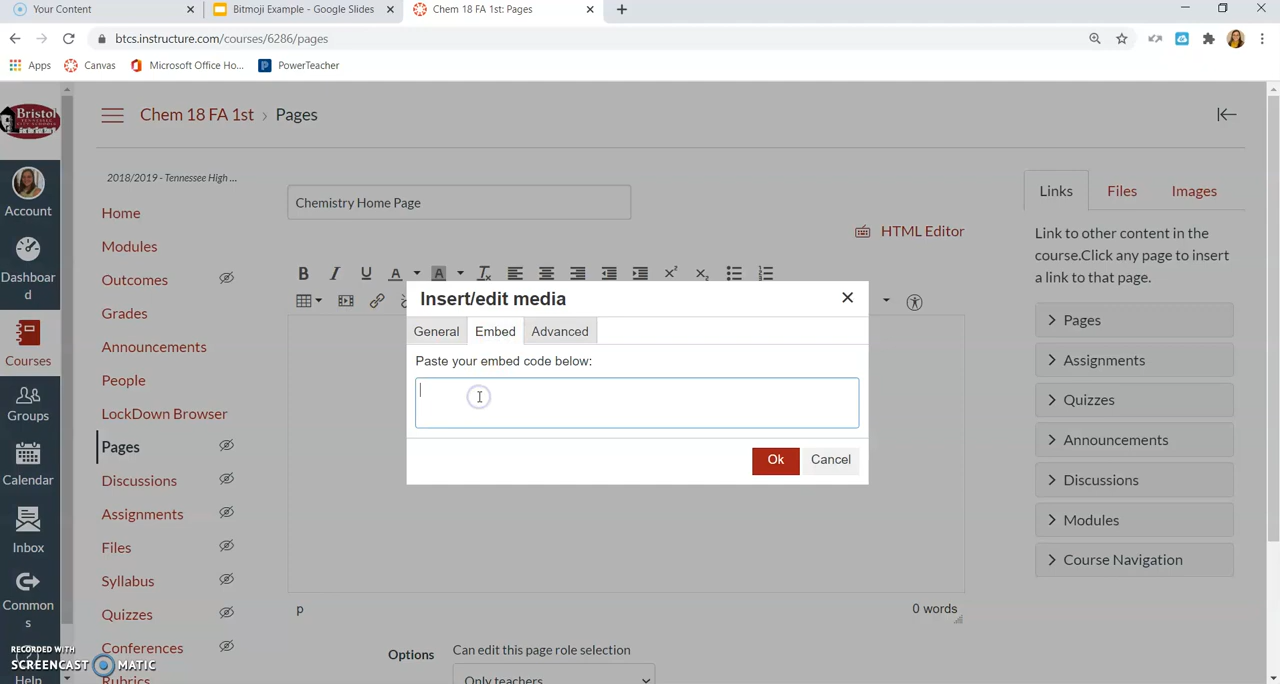 Your Content
Bitmoji Example - Google Slides
Chem 18 FA 1st: Pages
btcs.instructure.com/courses/6286/pages
Apps
Canvas
Microsoft Office Ho...
PowerTeacher
Bristol
Chem 18 FA 1st › Pages
Account
Dashboar
d
Courses
Groups
Calendar
Inbox
Common
s
Help
2018/2019 - Tennessee High ...
Home
Modules
Outcomes
Grades
Announcements
People
LockDown Browser
Pages
Discussions
Assignments
Files
Syllabus
Quizzes
Conferences
Rubrics
Chemistry Home Page
HTML Editor
Insert/edit media
General
Embed
Advanced
Paste your embed code below:
Ok
Cancel
p
0 words
Options
Can edit this page role selection
Only teachers
Links
Files
Images
Link to other content in the
course.Click any page to insert
a link to that page.
Pages
Assignments
Quizzes
Announcements
Discussions
Modules
Course Navigation
RECORDED WITH
SCREENCAST MATIC